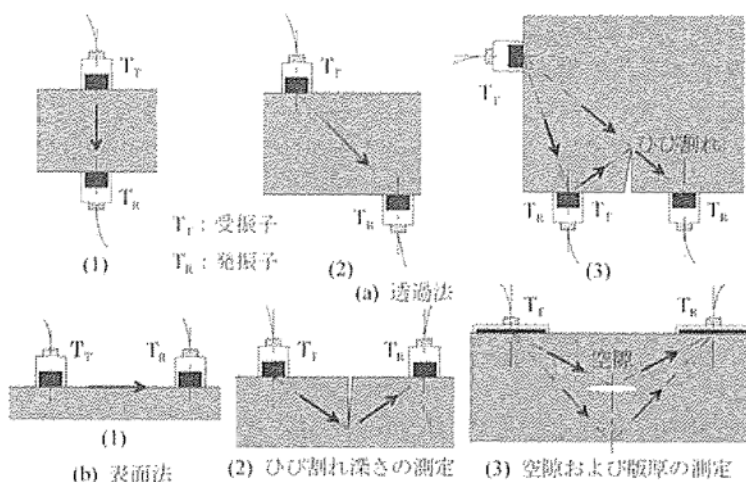 T_T
T_R
(1)
T_T
T_R
(2)
T_T
ひび割れ
T_R
T_T
T_R
(3)
T_T：受振子
T_R：発振子
(a) 透過法
T_T
T_R
(1)
(b) 表面法
T_T
T_R
(2) ひび割れ深さの測定
T_T
T_R
空隙
(3) 空隙および版厚の測定